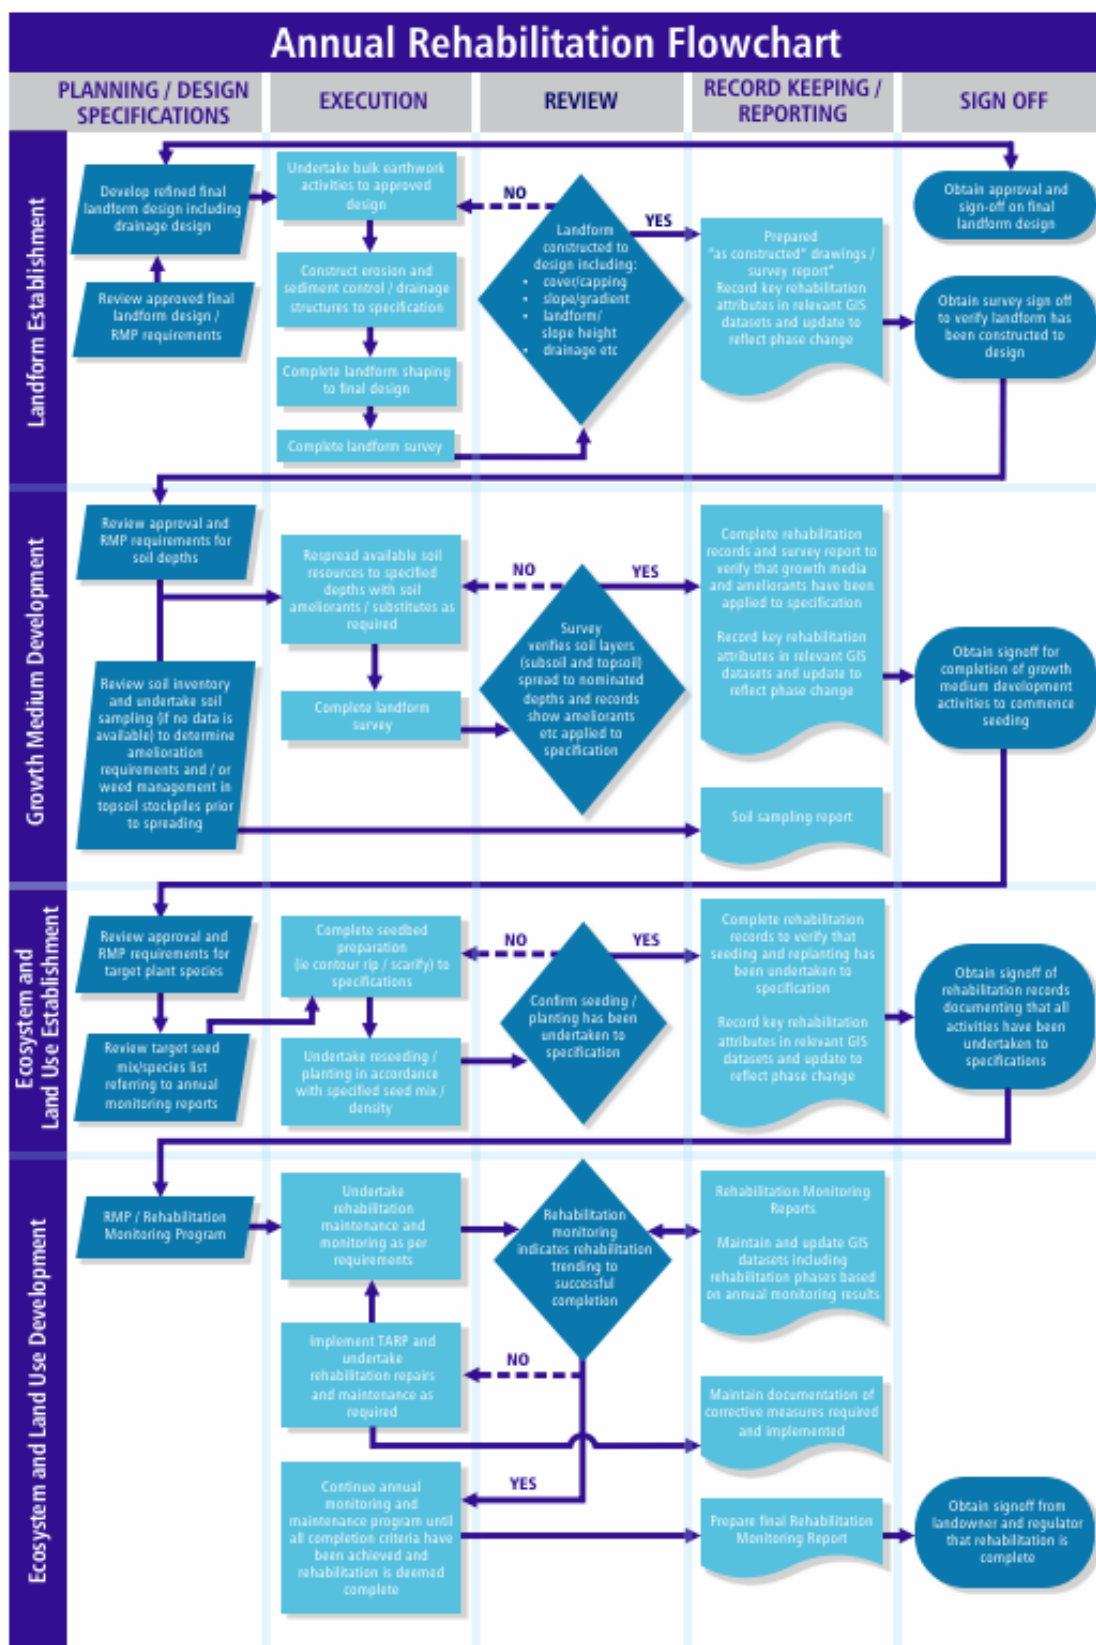 Annual Rehabilitation Flowchart
PLANNING / DESIGN
SPECIFICATIONS
EXECUTION
REVIEW
RECORD KEEPING /
REPORTING
SIGN OFF
Landform Establishment
Develop refined final
landform design including
drainage design
Review approved final
landform design /
RMP requirements
Undertake bulk earthwork
activities to approved
design
Construct erosion and
sediment control / drainage
structures to specification
Complete landform shaping
to final design
Complete landform survey
NO
YES
Landform
constructed to
design including:
• cover/capping
• slope/gradient
• landform/
slope height
• drainage etc
Prepared
"as constructed" drawings /
survey report"
Record key rehabilitation
attributes in relevant GIS
datasets and update to
reflect phase change
Obtain approval and
sign-off on final
landform design
Obtain survey sign off
to verify landform has
been constructed to
design
Growth Medium Development
Review approval and
RMP requirements for
soil depths
Review soil inventory
and undertake soil
sampling (if no data is
available) to determine
amelioration
requirements and / or
weed management in
topsoil stockpiles prior
to spreading
Respread available soil
resources to specified
depths with soil
ameliorants / substitutes as
required
Complete landform
survey
NO
YES
Survey
verifies soil layers
(subsoil and topsoil)
spread to nominated
depths and records
show ameliorants
etc applied to
specification
Complete rehabilitation
records and survey report to
verify that growth media
and ameliorants have been
applied to specification
Record key rehabilitation
attributes in relevant GIS
datasets and update to
reflect phase change
Soil sampling report
Obtain signoff for
completion of growth
medium development
activities to commence
seeding
Ecosystem and
Land Use Establishment
Review approval and
RMP requirements for
target plant species
Review target seed
mix/species list
referring to annual
monitoring reports
Complete seedbed
preparation
(ie contour rip / scarify) to
specifications
Undertake reseeding /
planting in accordance
with specified seed mix /
density
NO
YES
Confirm seeding /
planting has been
undertaken to
specification
Complete rehabilitation
records to verify that
seeding and replanting has
been undertaken to
specification
Record key rehabilitation
attributes in relevant GIS
datasets and update to
reflect phase change
Obtain signoff of
rehabilitation records
documenting that all
activities have been
undertaken to
specifications
Ecosystem and Land Use Development
RMP / Rehabilitation
Monitoring Program
Undertake
rehabilitation
maintenance and
monitoring as per
requirements
Implement TARP and
undertake
rehabilitation repairs
and maintenance as
required
Continue annual
monitoring and
maintenance program until
all completion criteria have
been achieved and
rehabilitation is deemed
complete
Rehabilitation
monitoring
indicates rehabilitation
trending to
successful
completion
NO
YES
Rehabilitation Monitoring
Reports
Maintain and update GIS
datasets including
rehabilitation phases based
on annual monitoring results
Maintain documentation of
corrective measures required
and implemented
Prepare final Rehabilitation
Monitoring Report
Obtain signoff from
landowner and regulator
that rehabilitation is
complete